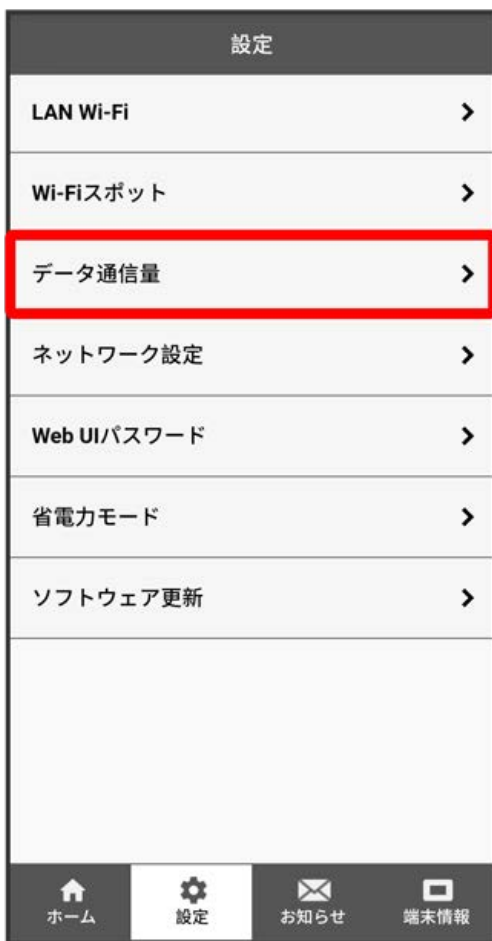 設定
LAN Wi-Fi
Wi-Fiスポット
データ通信量
ネットワーク設定
Web UIパスワード
省電力モード
ソフトウェア更新
ホーム
設定
お知らせ
端末情報